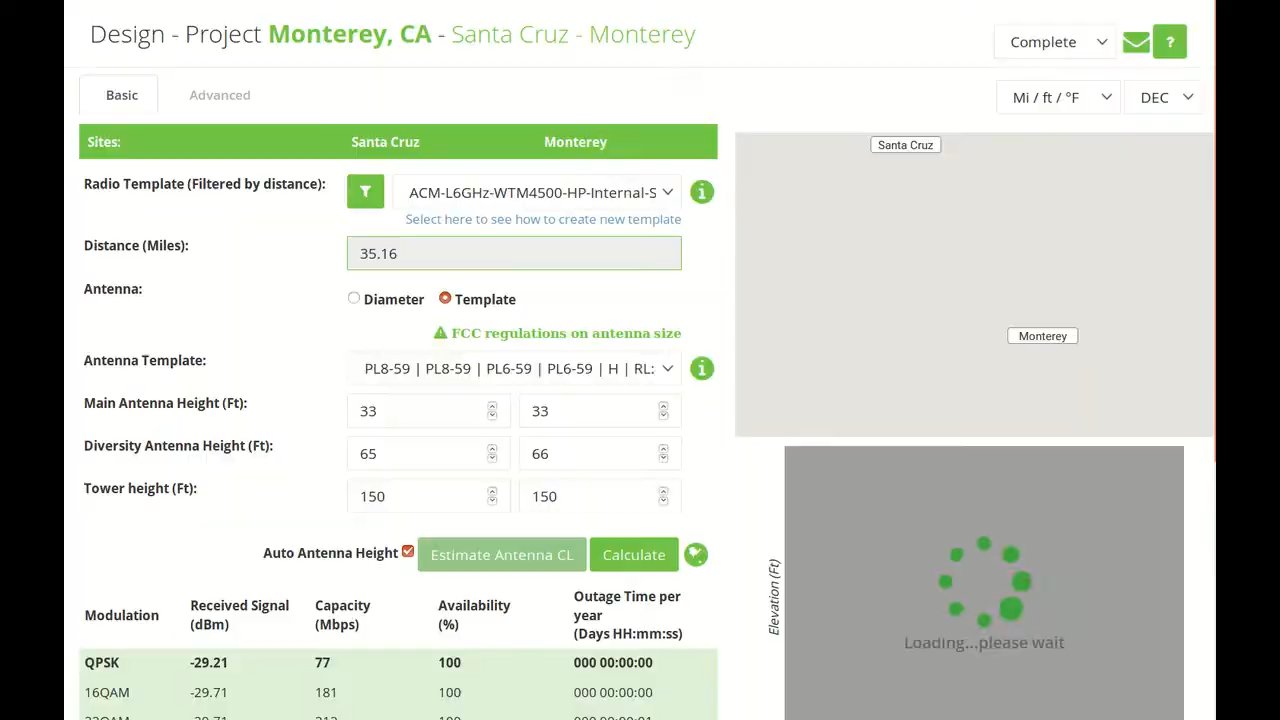 Design - Project Monterey, CA - Santa Cruz - Monterey
Complete
?
Basic
Advanced
Mi / ft / °F
DEC
Sites:
Santa Cruz
Monterey
Radio Template (Filtered by distance):
ACM-L6GHz-WTM4500-HP-Internal-S
i
Select here to see how to create new template
Distance (Miles):
35.16
Antenna:
Diameter
Template
FCC regulations on antenna size
Antenna Template:
PL8-59 | PL8-59 | PL6-59 | PL6-59 | H | RL:
i
Main Antenna Height (Ft):
33
33
Diversity Antenna Height (Ft):
65
66
Tower height (Ft):
150
150
Auto Antenna Height
Estimate Antenna CL
Calculate
Modulation
Received Signal
(dBm)
Capacity
(Mbps)
Availability
(%)
Outage Time per
year
(Days HH:mm:ss)
QPSK -29.21 77 100 000 00:00:00
16QAM -29.71 181 100 000 00:00:00
Santa Cruz
Monterey
Elevation (Ft)
Loading...please wait